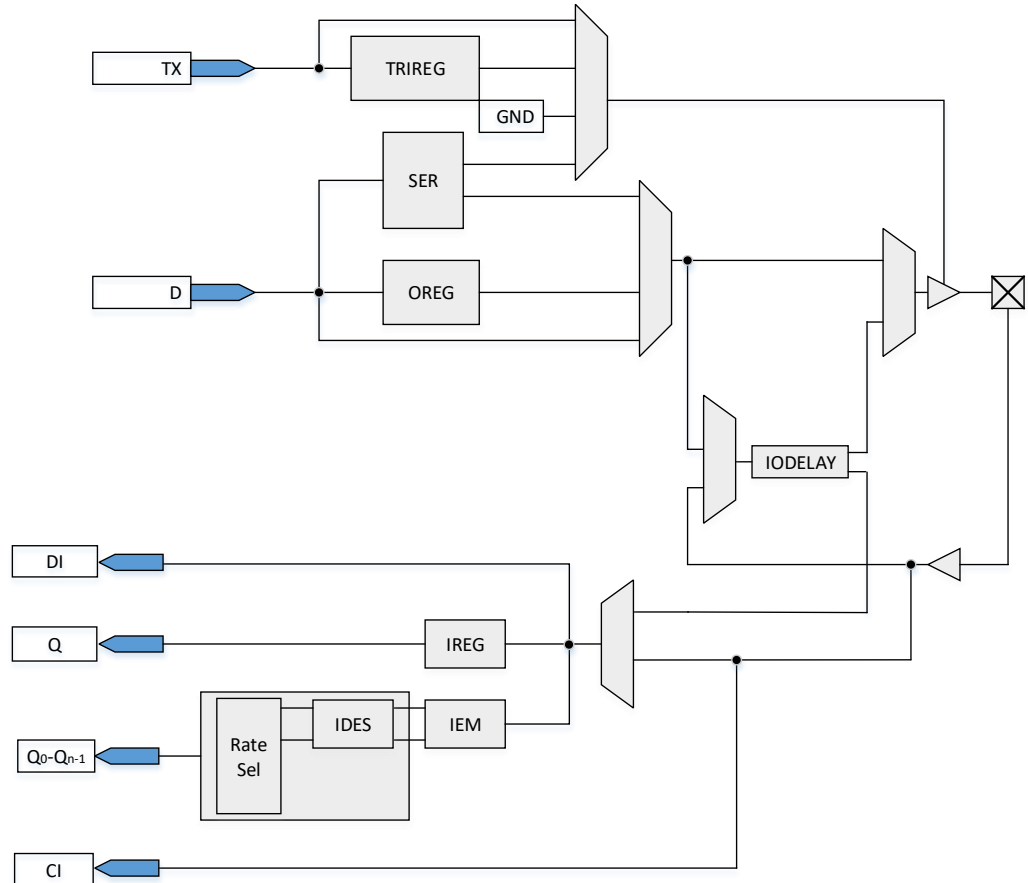 TX
TRIREG
GND
SER
D
OREG
IODELAY
DI
Q
IREG
Q0-Qn-1
Rate
Sel
IDES
IEM
CI